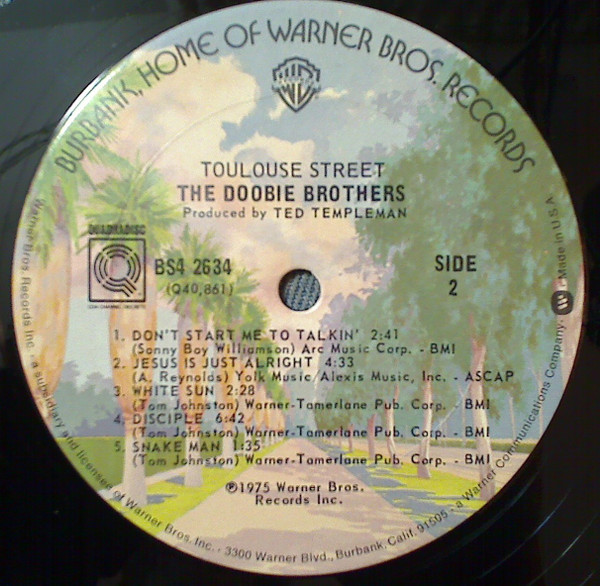 BURBANK, HOME OF WARNER BROS. RECORDS
TOULOUSE STREET
THE DOOBIE BROTHERS
Produced by TED TEMPLEMAN
QUADRADISC
BS4 2634
(Q40,861)
SIDE
2
1. DON'T START ME TO TALKIN' 2:41
(Sonny Boy Williamson) Arc Music Corp. - BMI
2. JESUS IS JUST ALRIGHT 4:33
(A. Reynolds) Yolk Music, Alexis Music, Inc. - ASCAP
3. WHITE SUN 2:28
(Tom Johnston) Warner-Tamerlane Pub. Corp. - BMI
4. DISCIPLE 6:42
(Tom Johnston) Warner-Tamerlane Pub. Corp. - BMI
5. SNAKE MAN 1:35
(Tom Johnston) Warner-Tamerlane Pub. Corp. - BMI
℗1975 Warner Bros.
Records Inc.
Warner Bros. Records Inc. - a subsidiary and licensee of Warner Bros. Inc. - 3300 Warner Blvd., Burbank, Calif. 91505 - a Warner Communications Company. Made in U.S.A.